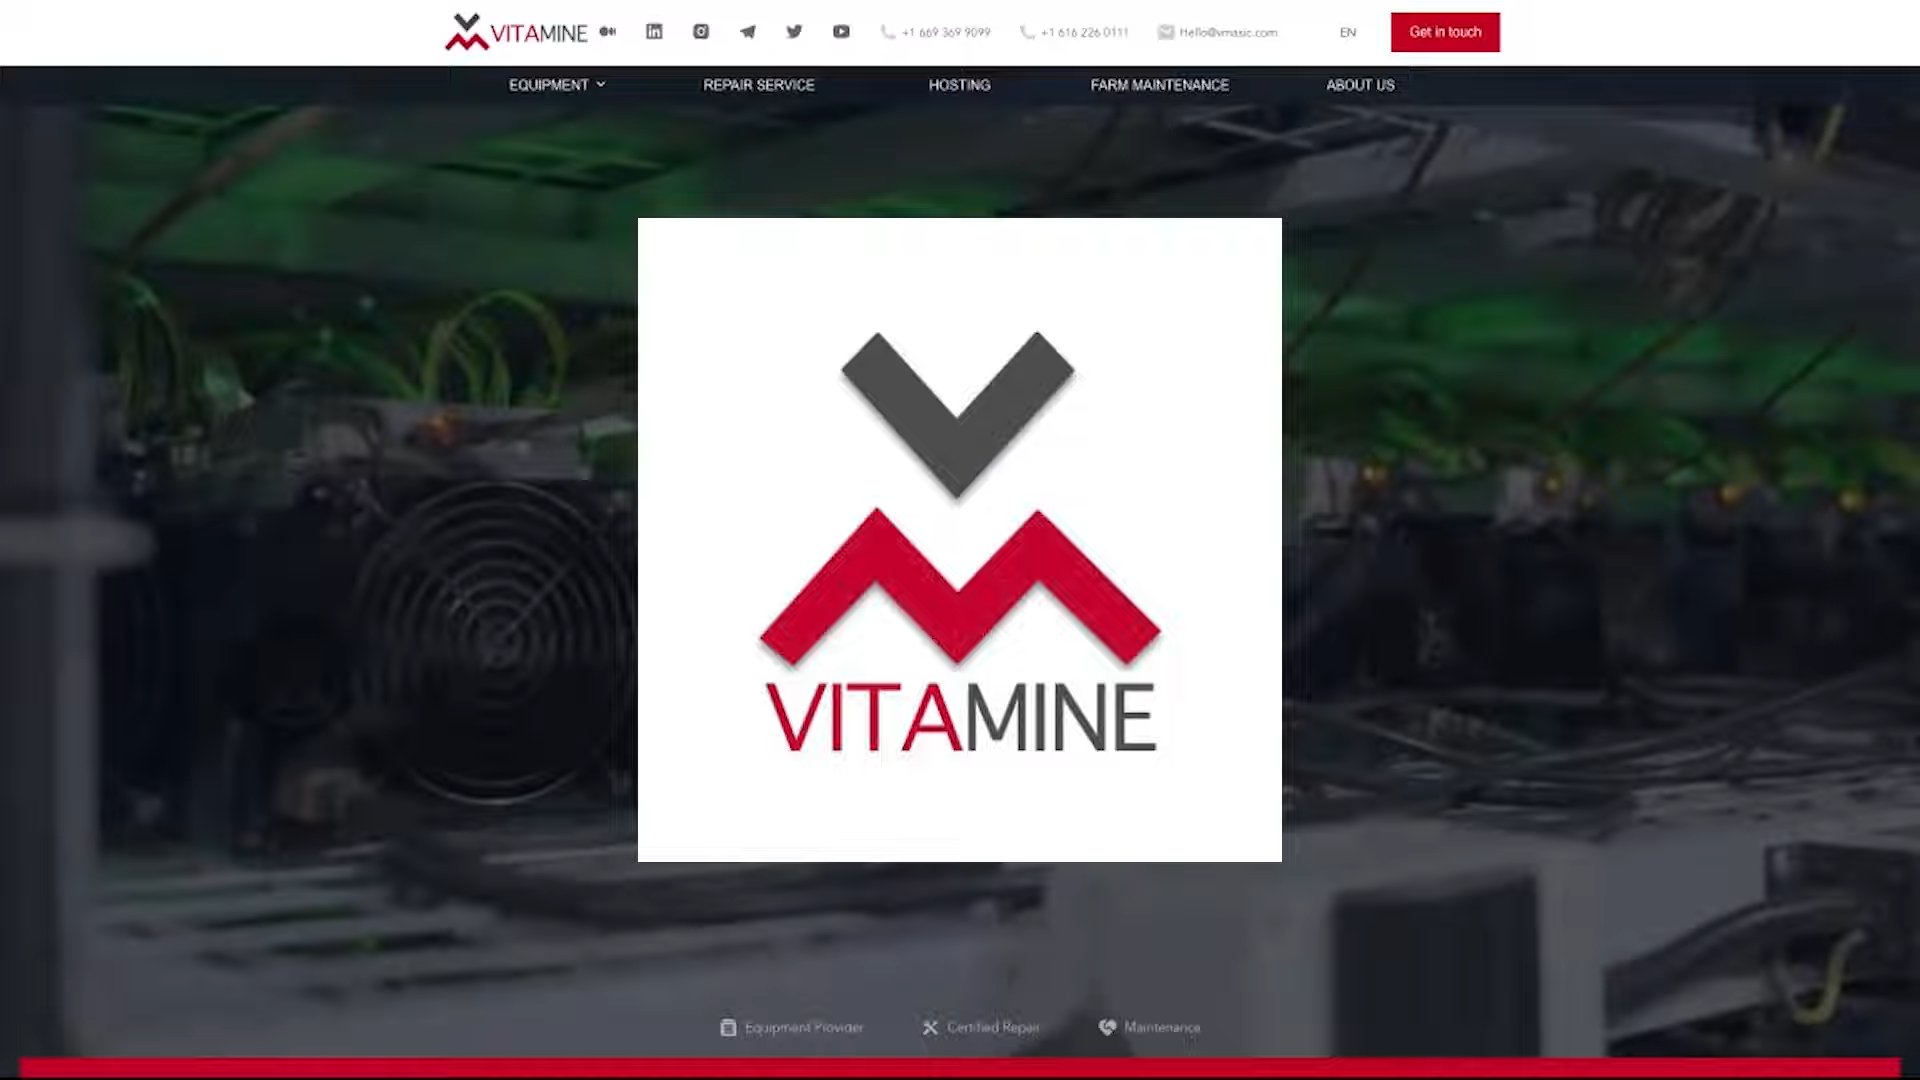 VITAMINE +1 669 369 9099 +1 616 226 0111 Hello@vmasic.com EN Get in touch
EQUIPMENT REPAIR SERVICE HOSTING FARM MAINTENANCE ABOUT US
VITAMINE
Equipment Provider Certified Repair Maintenance